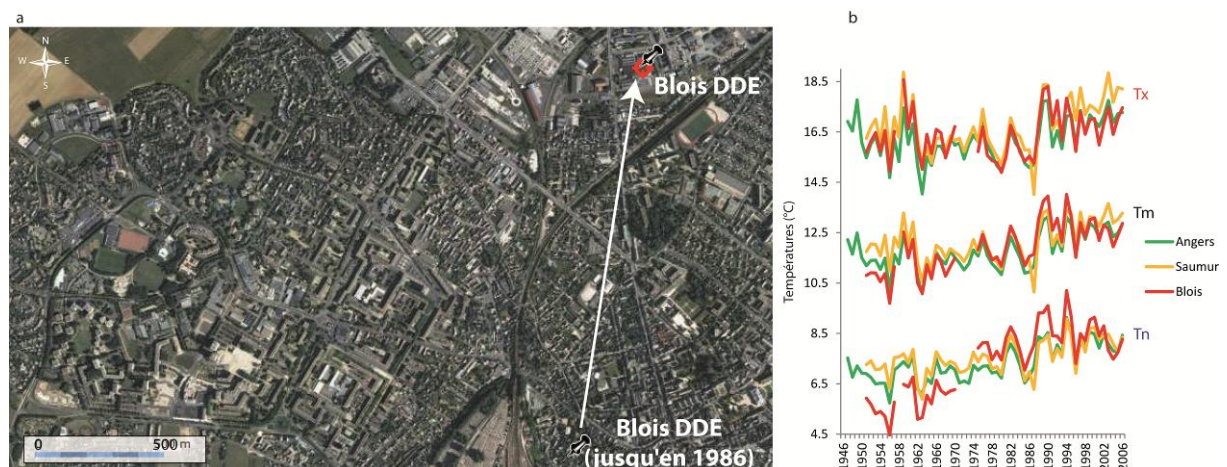 a
N
W E
S
Blois DDE
Blois DDE
(jusqu'en 1986)
0 500 m
b
Températures (°C)
18.5
16.5
14.5
12.5
10.5
8.5
6.5
4.5
Tx
Tm
Tn
Angers
Saumur
Blois
1946
1950
1954
1958
1962
1966
1970
1974
1978
1982
1986
1990
1994
1998
2002
2006